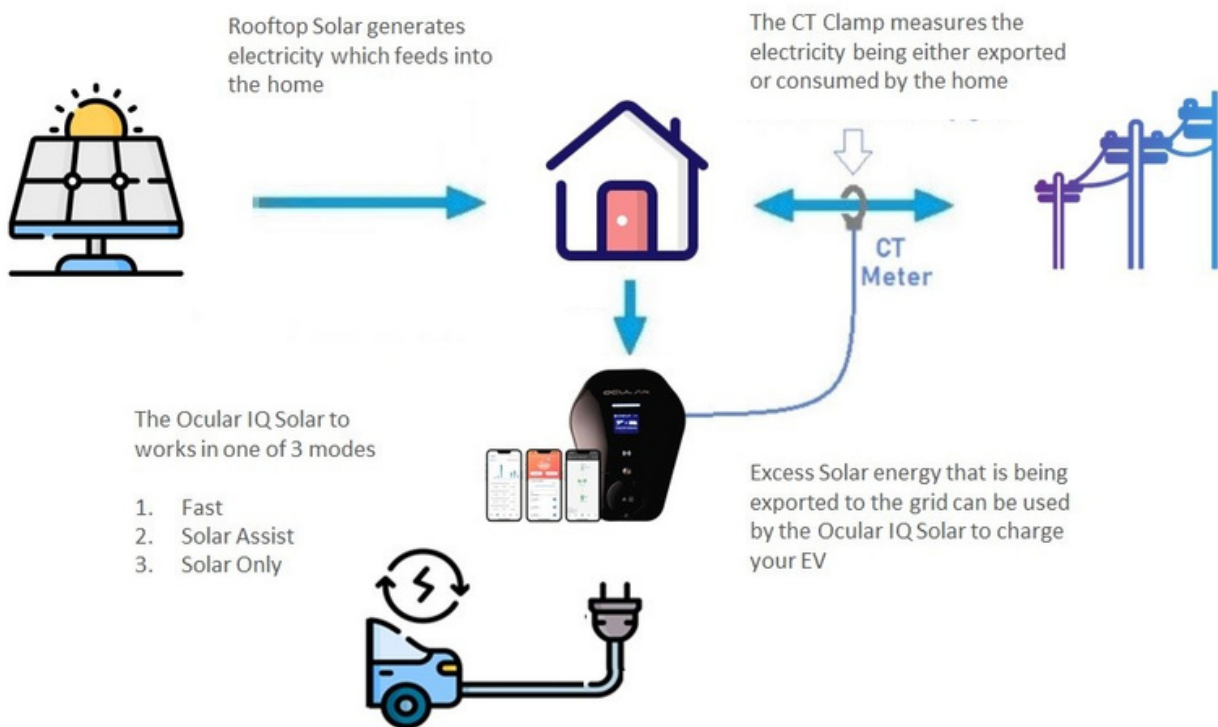 Rooftop Solar generates
electricity which feeds into
the home
The CT Clamp measures the
electricity being either exported
or consumed by the home
CT
Meter
OCULAR
The Ocular IQ Solar to
works in one of 3 modes
1. Fast
2. Solar Assist
3. Solar Only
Excess Solar energy that is being
exported to the grid can be used
by the Ocular IQ Solar to charge
your EV